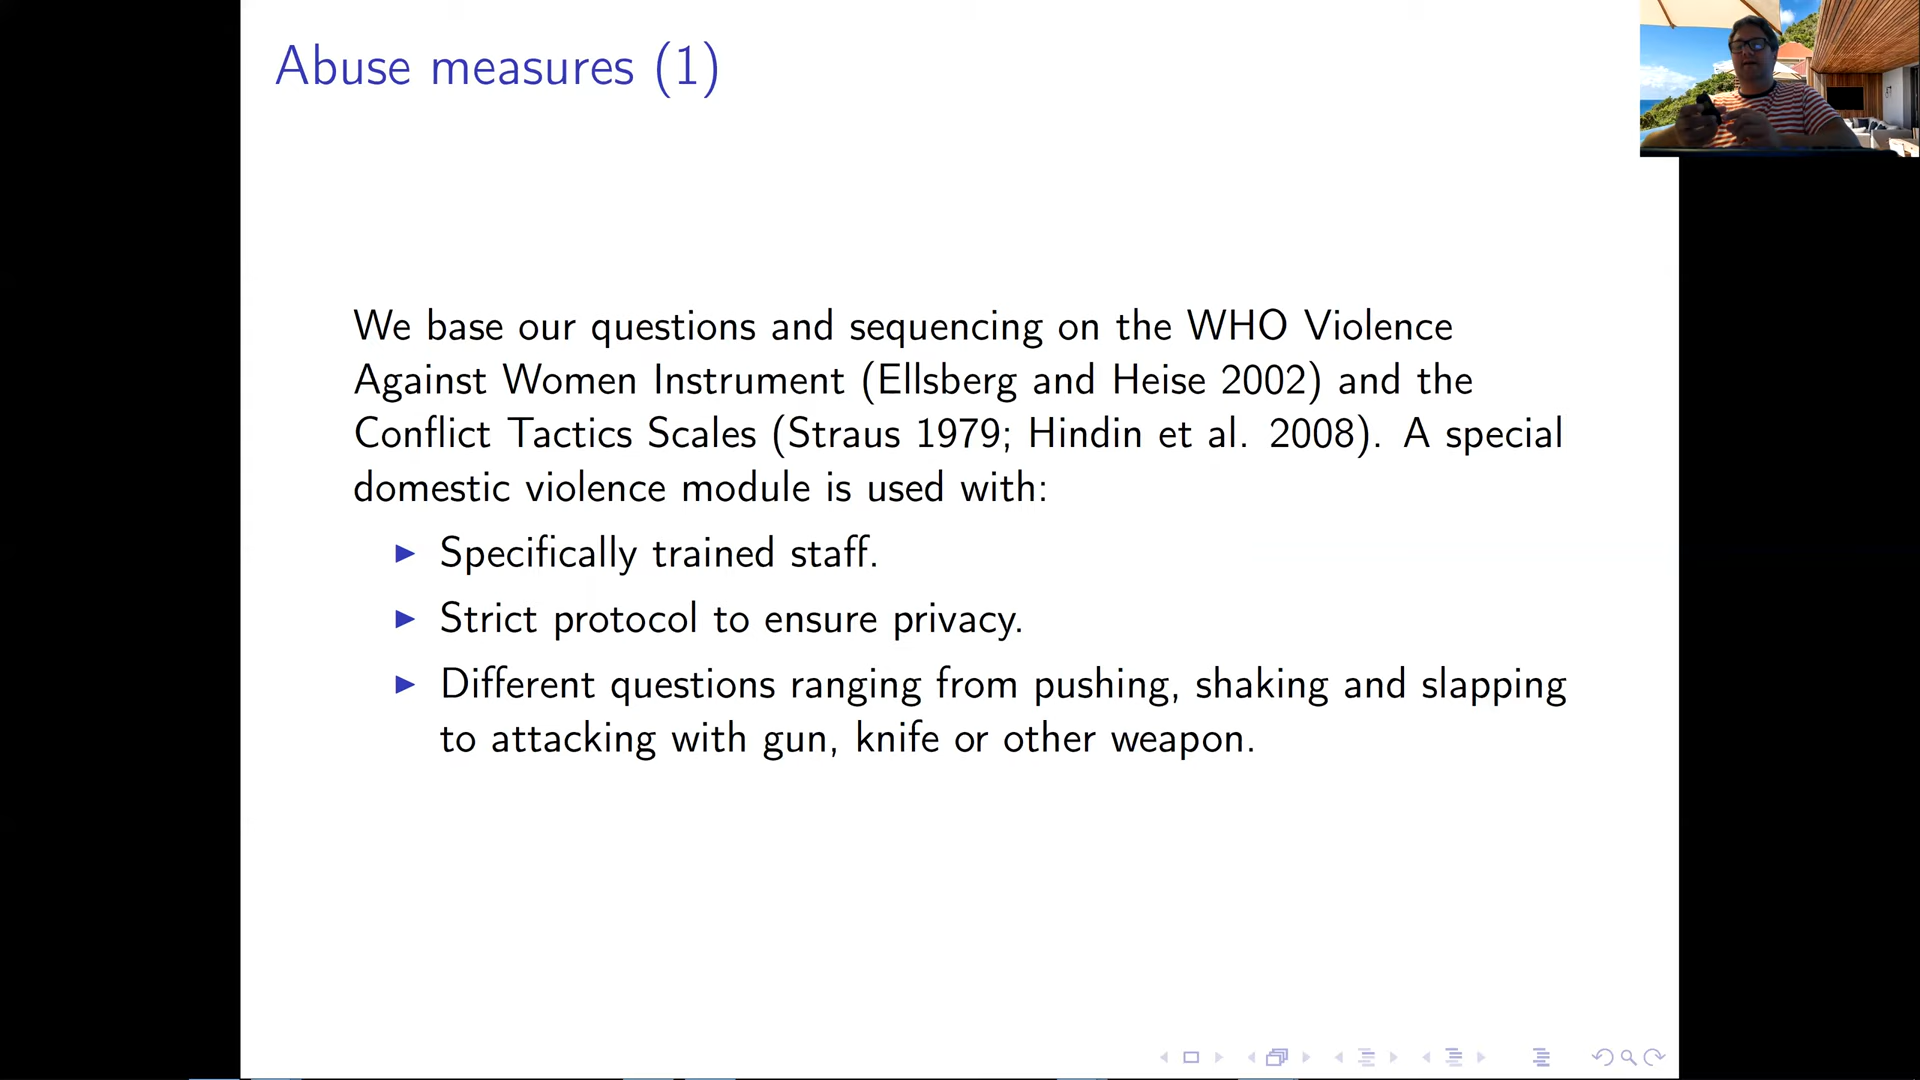 Abuse measures (1)
We base our questions and sequencing on the WHO Violence
Against Women Instrument (Ellsberg and Heise 2002) and the
Conflict Tactics Scales (Straus 1979; Hindin et al. 2008). A special
domestic violence module is used with:
Specifically trained staff.
Strict protocol to ensure privacy.
Different questions ranging from pushing, shaking and slapping
to attacking with gun, knife or other weapon.